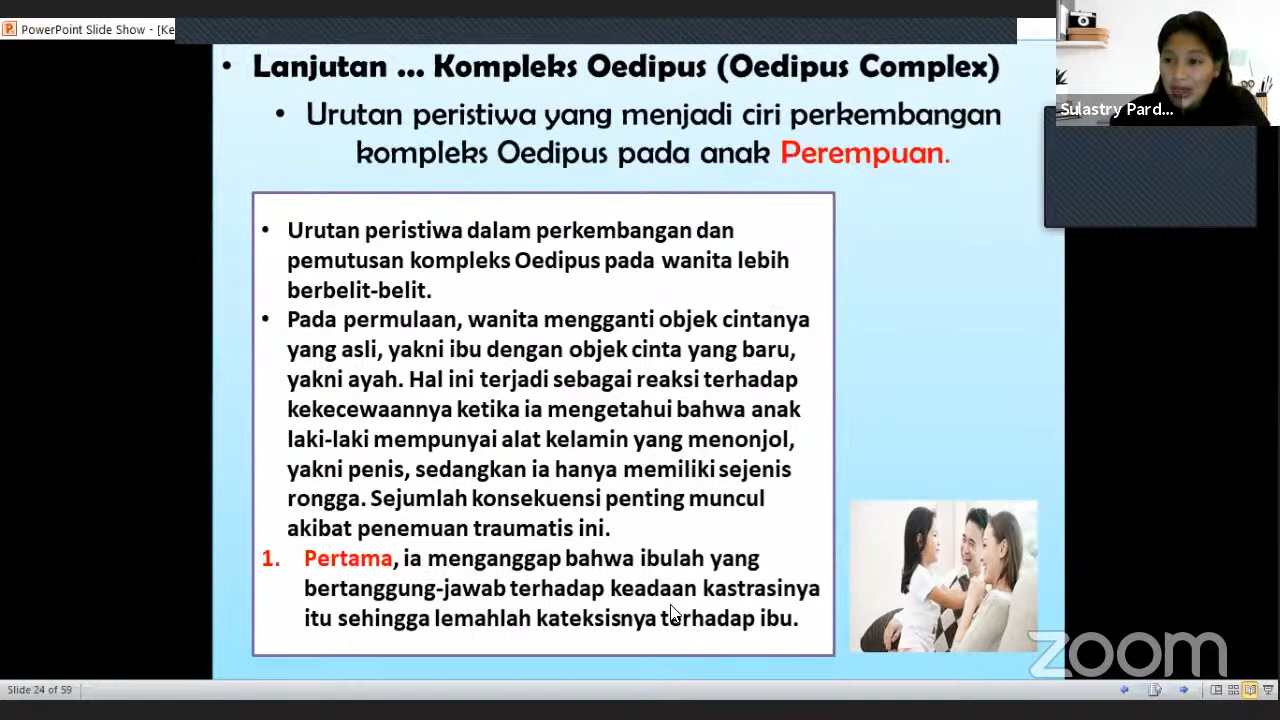 PowerPoint Slide Show - [Ke
• Lanjutan ... Kompleks Oedipus (Oedipus Complex)
• Urutan peristiwa yang menjadi ciri perkembangan
kompleks Oedipus pada anak Perempuan.
• Urutan peristiwa dalam perkembangan dan
pemutusan kompleks Oedipus pada wanita lebih
berbelit-belit.
• Pada permulaan, wanita mengganti objek cintanya
yang asli, yakni ibu dengan objek cinta yang baru,
yakni ayah. Hal ini terjadi sebagai reaksi terhadap
kekecewaannya ketika ia mengetahui bahwa anak
laki-laki mempunyai alat kelamin yang menonjol,
yakni penis, sedangkan ia hanya memiliki sejenis
rongga. Sejumlah konsekuensi penting muncul
akibat penemuan traumatis ini.
1. Pertama, ia menganggap bahwa ibulah yang
bertanggung-jawab terhadap keadaan kastrasinya
itu sehingga lemahlah kateksisnya terhadap ibu.
Sulastry Pard...
zoom
Slide 24 of 59